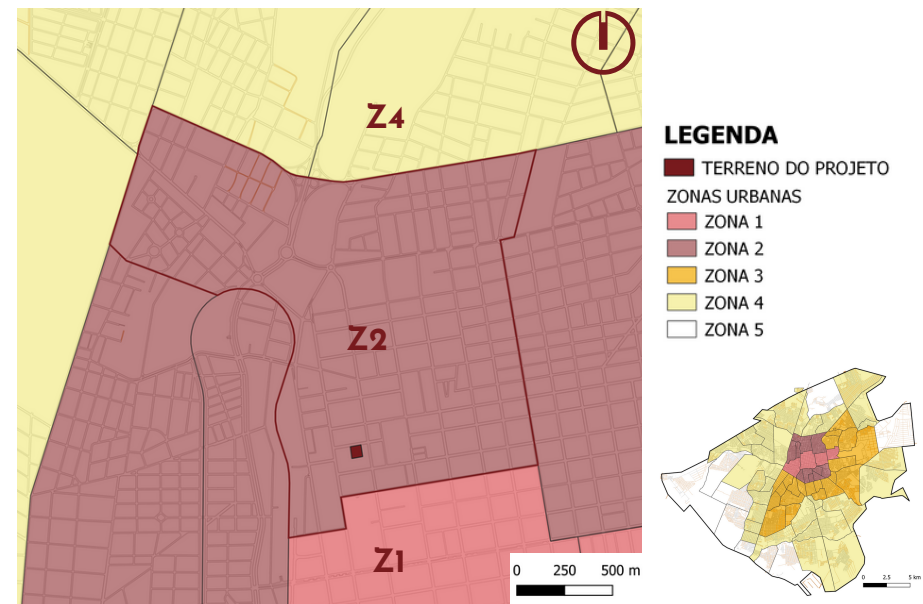 Z4
Z2
Z1
0 250 500 m
LEGENDA
TERRENO DO PROJETO
ZONAS URBANAS
ZONA 1
ZONA 2
ZONA 3
ZONA 4
ZONA 5
0 2.5 5 km